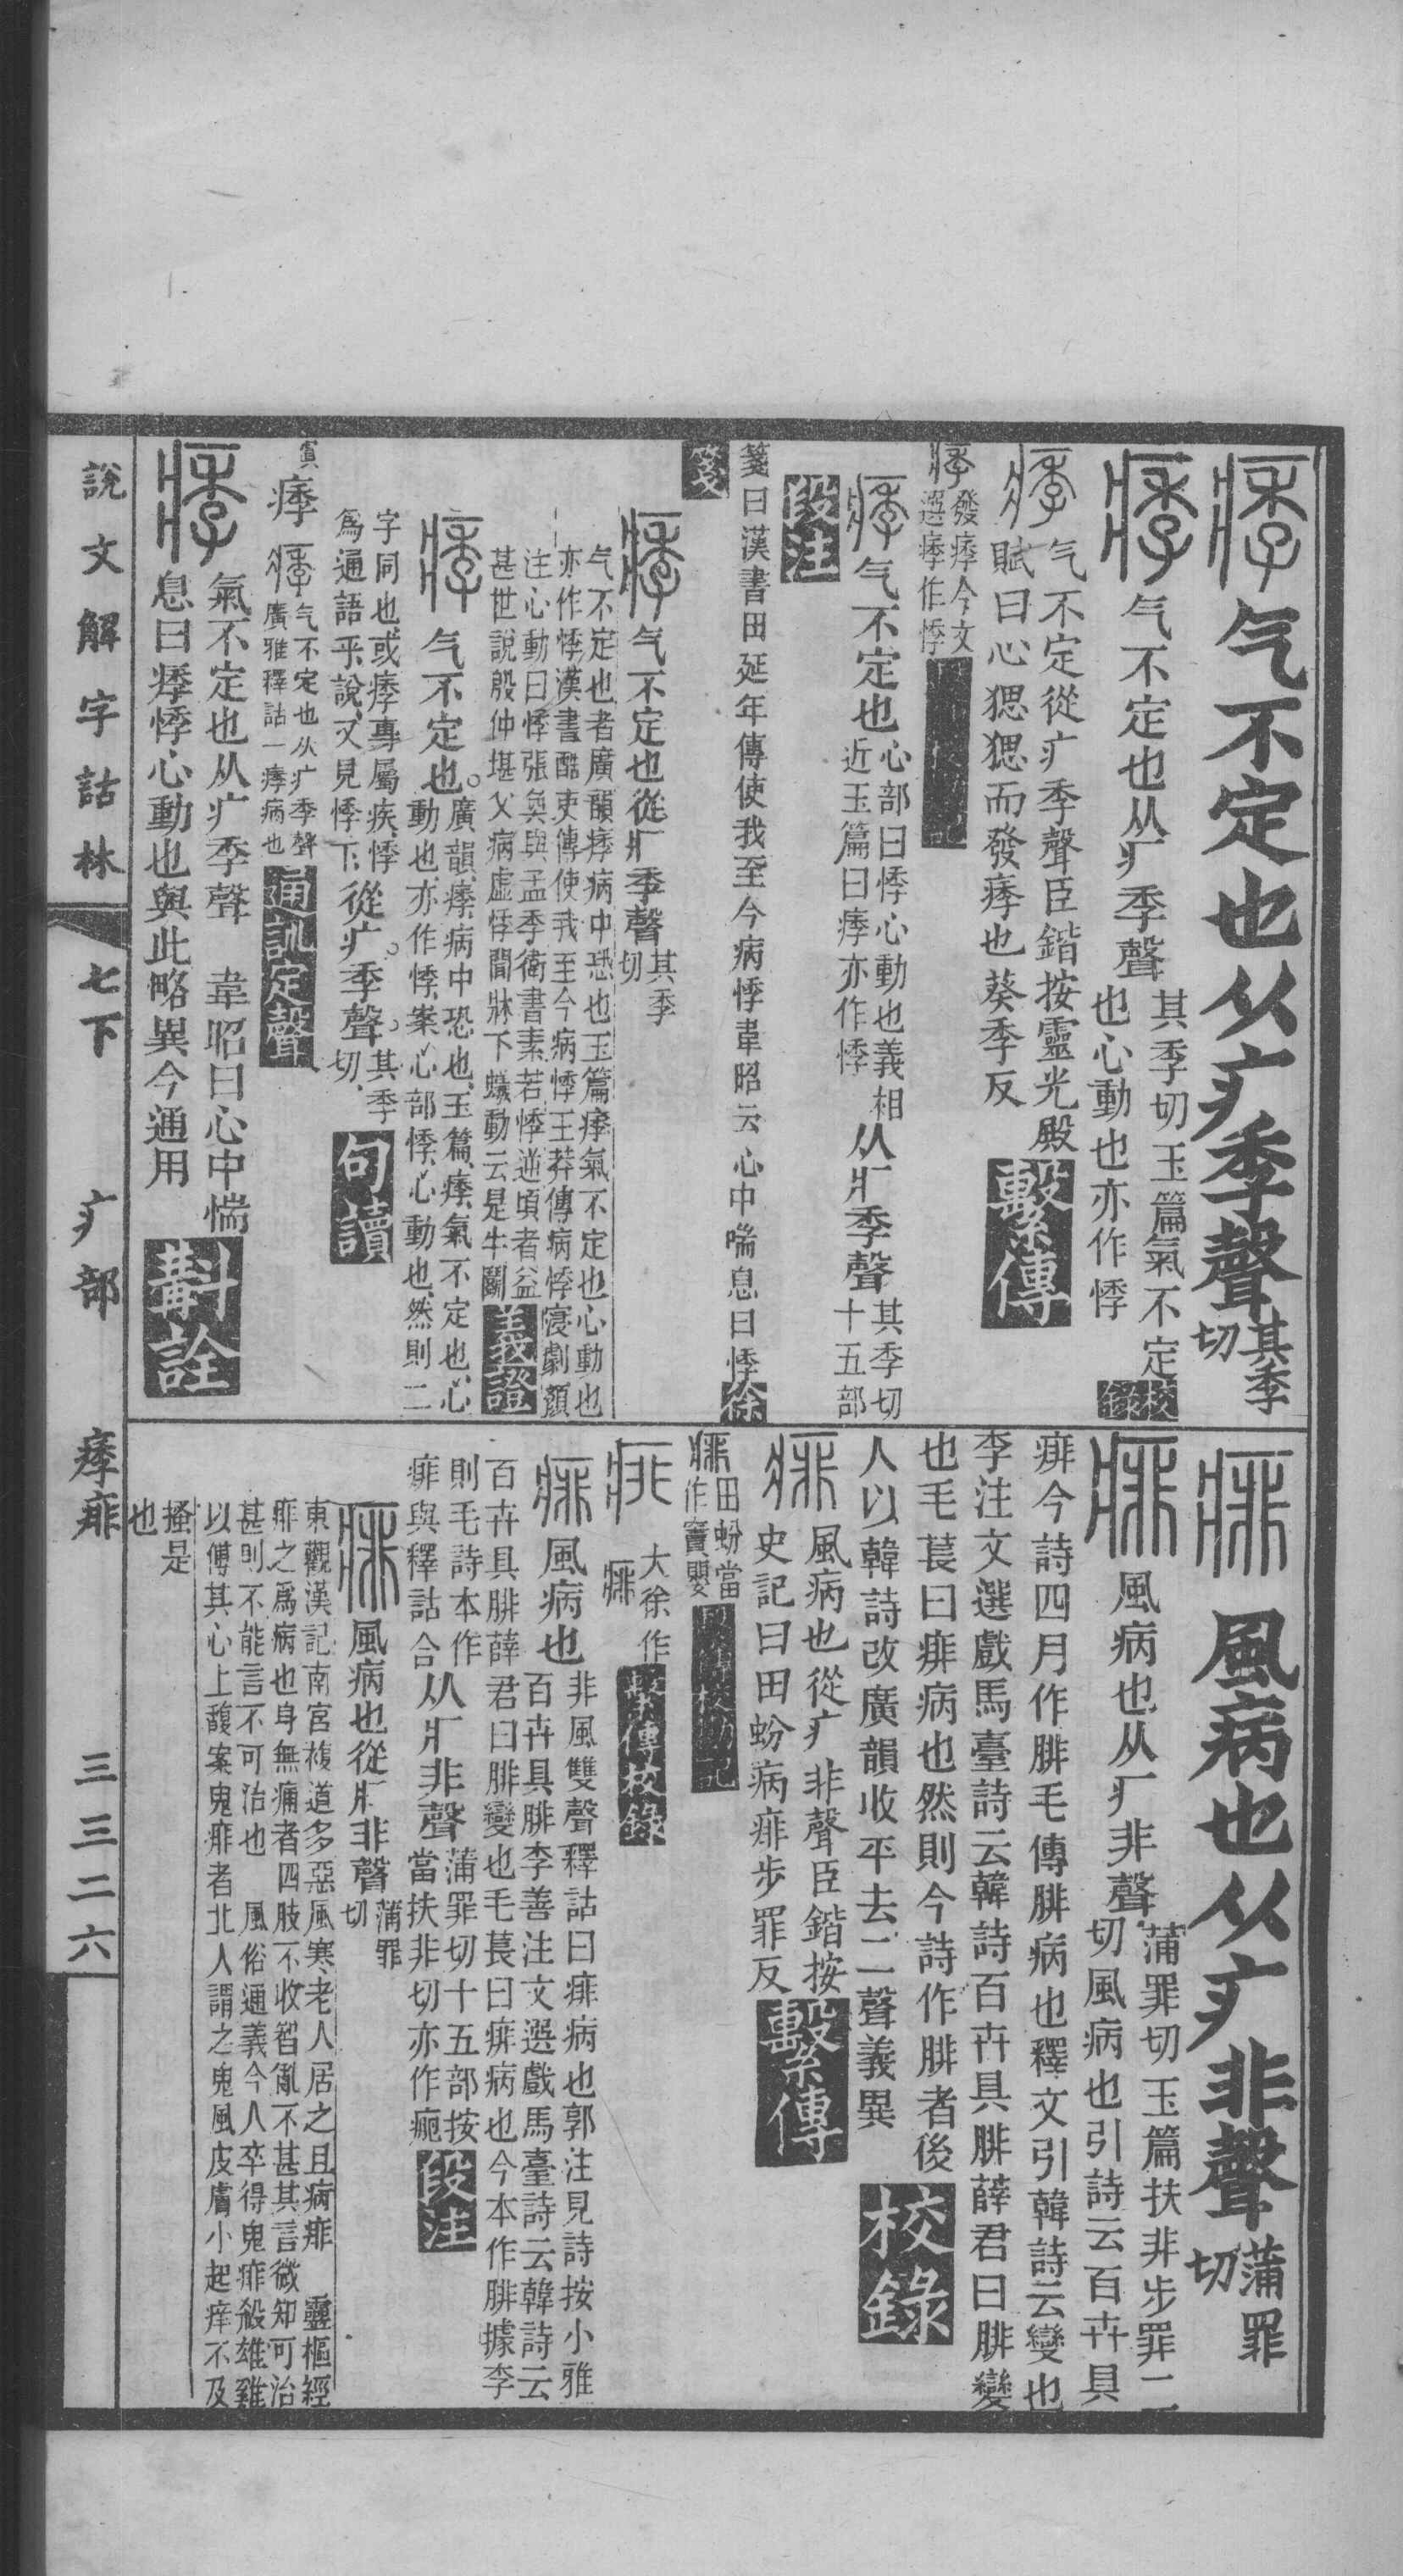 痵气不定也从疒季聲其季切
痵气不定也从疒季聲其季切玉篇氣不定也心動也亦作悸校錄
痵气不定從疒季聲臣鍇按靈光殿賦曰心猥猥而發痵也葵季反繫傳
痵發痵今文選痵作悸
痵气不定也心部曰悸心動也義相近玉篇曰痵亦作悸从疒季聲其季切十五部段注
箋曰漢書田延年傳使我至今病悸韋昭云心中喘息曰悸徐箋
痵气不定也從疒季聲其季切
气不定也者廣韻痵病中恐也玉篇痵氣不定也心動也
亦作悸漢書酷吏傳使我至今病悸王莽傳病悸寖劇顏
注心動曰悸張奐與孟季衛書素若悸逆頃者益
甚世說殷仲堪父病虛悸聞牀下蟻動云是牛鬬義證
痵气不定也。廣韻、痵、病中恐也、玉篇、痵、氣不定也、心動也、亦作悸、案、心部悸、心動也、然則二
字同也、或痵專屬疾、悸爲通語乎、說又見悸下、從疒。季聲。其季切、句讀
痵痵气不定也从疒季聲廣雅釋詁一痵病也通訓定聲
痵氣不定也从疒季聲 韋昭曰心中惴息曰痵悸心動也與此略異今通用斠詮
痱風病也从疒非聲蒲罪切
痱風病也从疒非聲蒲罪切玉篇扶非步罪二切風病也引詩云百卉具
痱今詩四月作腓毛傳腓病也釋文引韓詩云變也
李注文選戲馬臺詩云韓詩百卉具腓薛君曰腓變
也毛萇曰痱病也然則今詩作腓者後
人以韓詩改廣韻收平去二聲義異校錄
痱風病也從疒非聲臣鍇按史記曰田蚡病痱步罪反繫傳
痱田蚡當作竇嬰繫傳校勘記
痱大徐作痱繫傳校錄
痱風病也非風雙聲釋詁曰痱病也郭注見詩按小雅百卉具腓李善注文選戲馬臺詩云韓詩云
百卉具腓薛君曰腓變也毛萇曰痱病也今本作腓據李
則毛詩本作痱與釋詁合从疒非聲蒲罪切十五部按當扶非切亦作疿段注
痱風病也從疒非聲蒲罪切
東觀漢記南宮複道多惡風寒老人居之且病痱 靈樞經
痱之爲病也身無痛者四肢不收智亂不甚其言微知可治
甚則不能言不可治也 風俗通義今人卒得鬼痱殺雄雞
以傅其心上馥案鬼痱者北人謂之鬼風皮膚小起痒不及
搔是也
說文解字詁林 七下 疒部 痵痱 三三二六